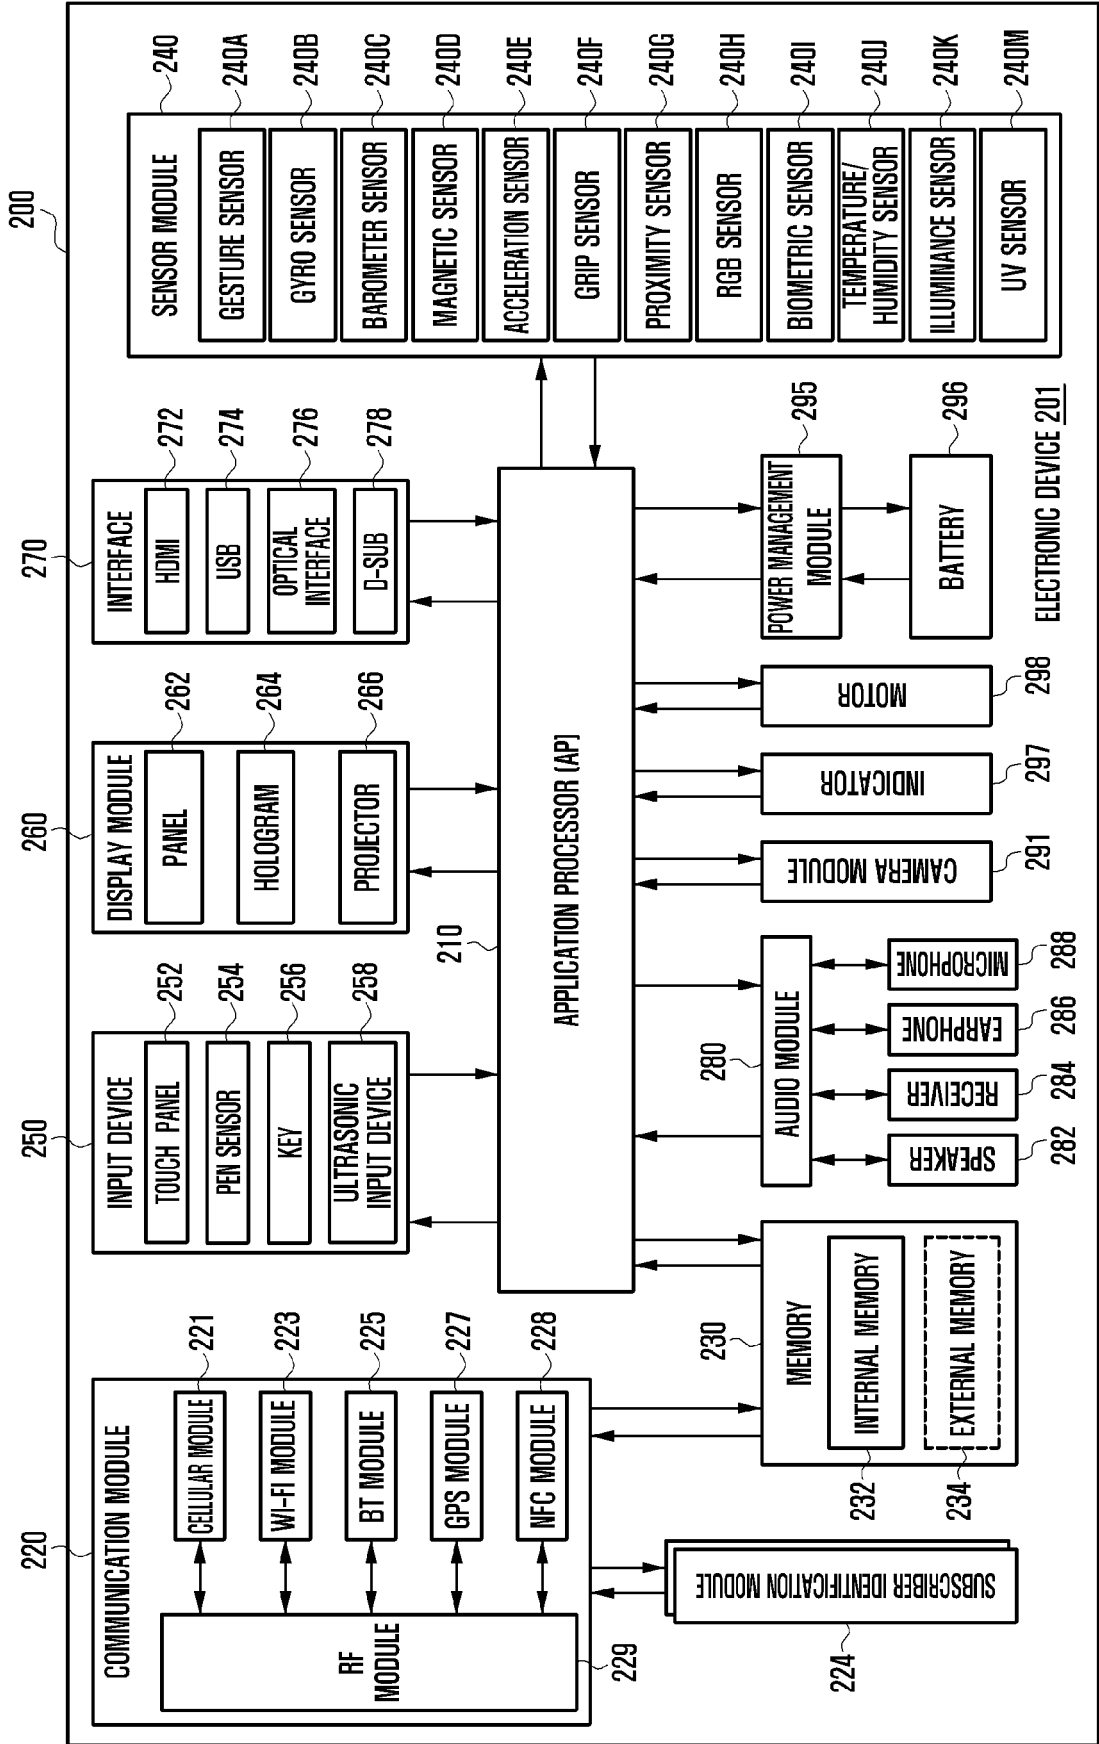 200
220
COMMUNICATION MODULE
RF
MODULE
229
CELLULAR MODULE
221
WI-FI MODULE
223
BT MODULE
225
GPS MODULE
227
NFC MODULE
228
250
INPUT DEVICE
TOUCH PANEL
252
PEN SENSOR
254
KEY
256
ULTRASONIC
INPUT DEVICE
258
260
DISPLAY MODULE
PANEL
262
HOLOGRAM
264
PROJECTOR
266
270
INTERFACE
HDMI
272
USB
274
OPTICAL
INTERFACE
276
D-SUB
278
240
SENSOR MODULE
GESTURE SENSOR
240A
GYRO SENSOR
240B
BAROMETER SENSOR
240C
MAGNETIC SENSOR
240D
ACCELERATION SENSOR
240E
GRIP SENSOR
240F
PROXIMITY SENSOR
240G
RGB SENSOR
240H
BIOMETRIC SENSOR
240I
TEMPERATURE/
HUMIDITY SENSOR
240J
ILLUMINANCE SENSOR
240K
UV SENSOR
240M
210
APPLICATION PROCESSOR (AP)
224
SUBSCRIBER IDENTIFICATION MODULE
230
MEMORY
232
INTERNAL MEMORY
234
EXTERNAL MEMORY
280
AUDIO MODULE
SPEAKER
282
RECEIVER
284
EARPHONE
286
MICROPHONE
288
CAMERA MODULE
291
INDICATOR
297
MOTOR
298
POWER MANAGEMENT
MODULE
295
BATTERY
296
ELECTRONIC DEVICE 201